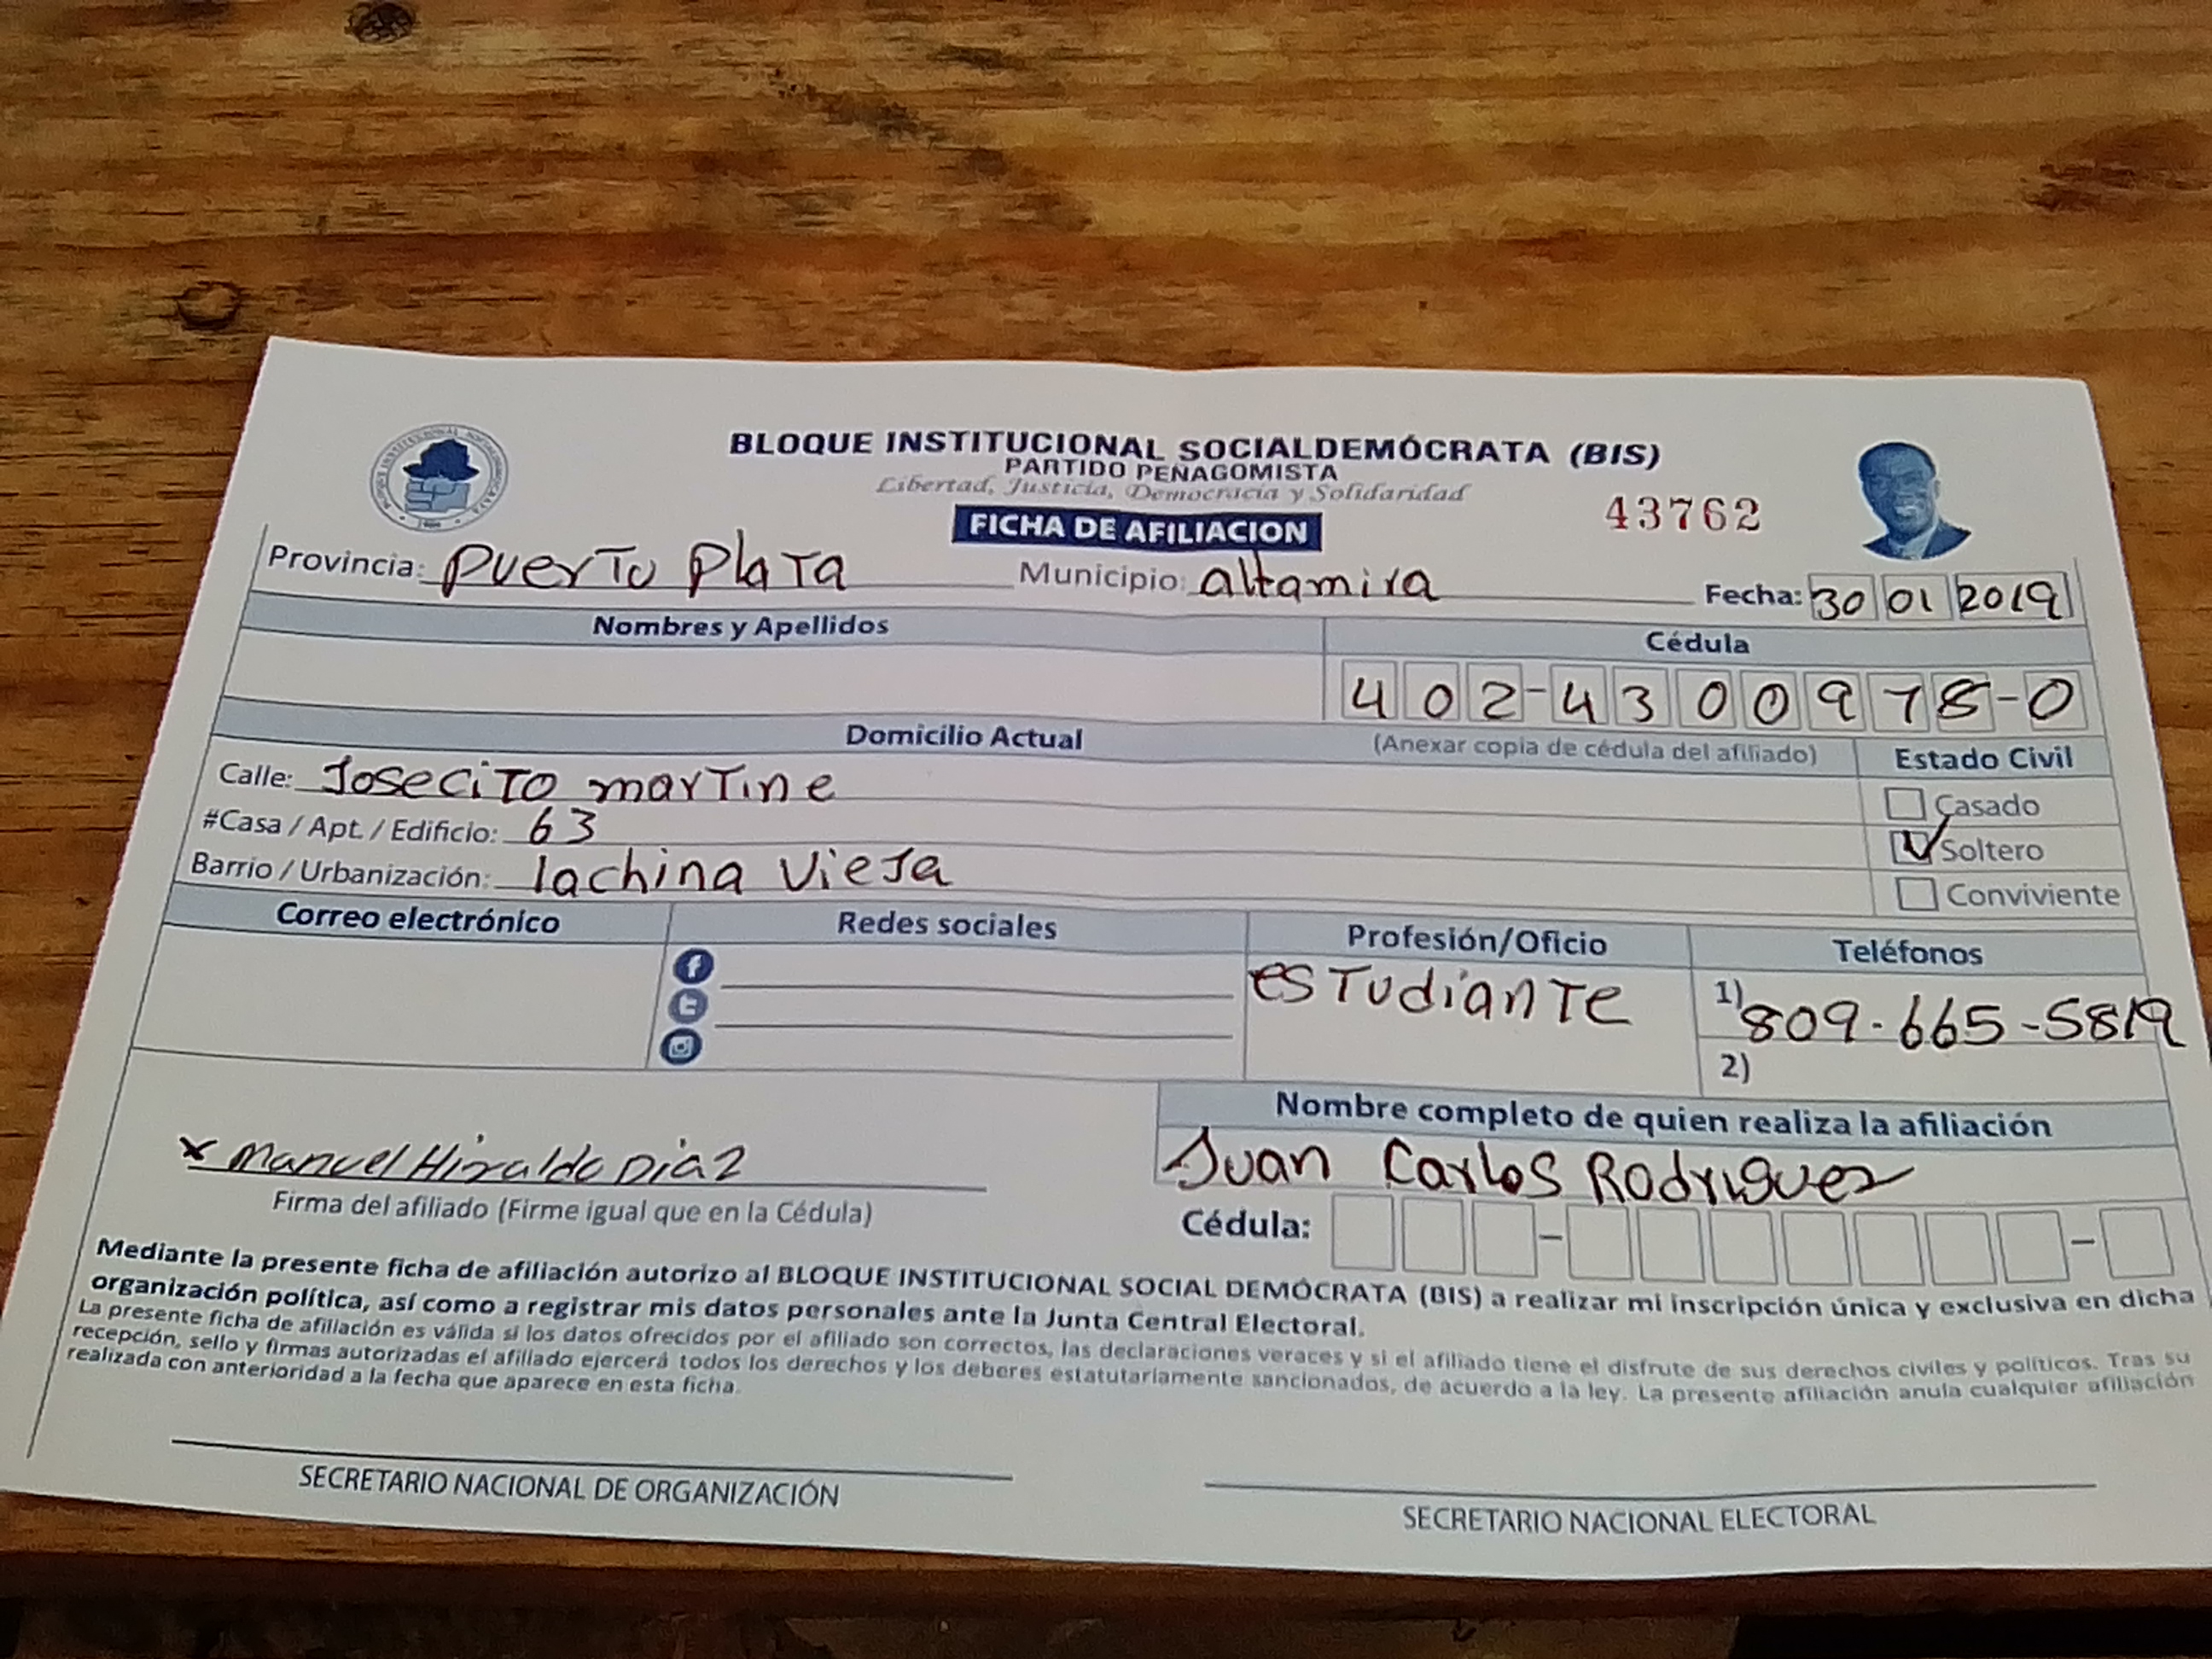 BLOQUE INSTITUCIONAL SOCIALDEMÓCRATA (BIS)
PARTIDO PEÑAGOMISTA
Libertad, Justicia, Democracia y Solidaridad
43762
FICHA DE AFILIACION
Provincia: Puerto Plata Municipio: altamira Fecha: 30 01 2019
Nombres y Apellidos Cédula
402-4300978-0
Domicilio Actual (Anexar copia de cédula del afiliado) Estado Civil
Calle: Josecito martine
Casado
#Casa / Apt. / Edificio: 63
Soltero
Barrio / Urbanización: lachina vieja
Conviviente
Correo electrónico Redes sociales Profesión/Oficio Teléfonos
estudiante 1) 809-665-5819
2)
Nombre completo de quien realiza la afiliación
x Manuel Hiraldo Diaz Juan Carlos Rodriguez
Firma del afiliado (Firme igual que en la Cédula) Cédula:
Mediante la presente ficha de afiliación autorizo al BLOQUE INSTITUCIONAL SOCIAL DEMÓCRATA (BIS) a realizar mi inscripción única y exclusiva en dicha
organización política, así como a registrar mis datos personales ante la Junta Central Electoral.
La presente ficha de afiliación es válida si los datos ofrecidos por el afiliado son correctos, las declaraciones veraces y si el afiliado tiene el disfrute de sus derechos civiles y políticos. Tras su
recepción, sello y firmas autorizadas el afiliado ejercerá todos los derechos y los deberes estatutariamente sancionados, de acuerdo a la ley. La presente afiliación anula cualquier afiliación
realizada con anterioridad a la fecha que aparece en esta ficha.
SECRETARIO NACIONAL DE ORGANIZACIÓN SECRETARIO NACIONAL ELECTORAL